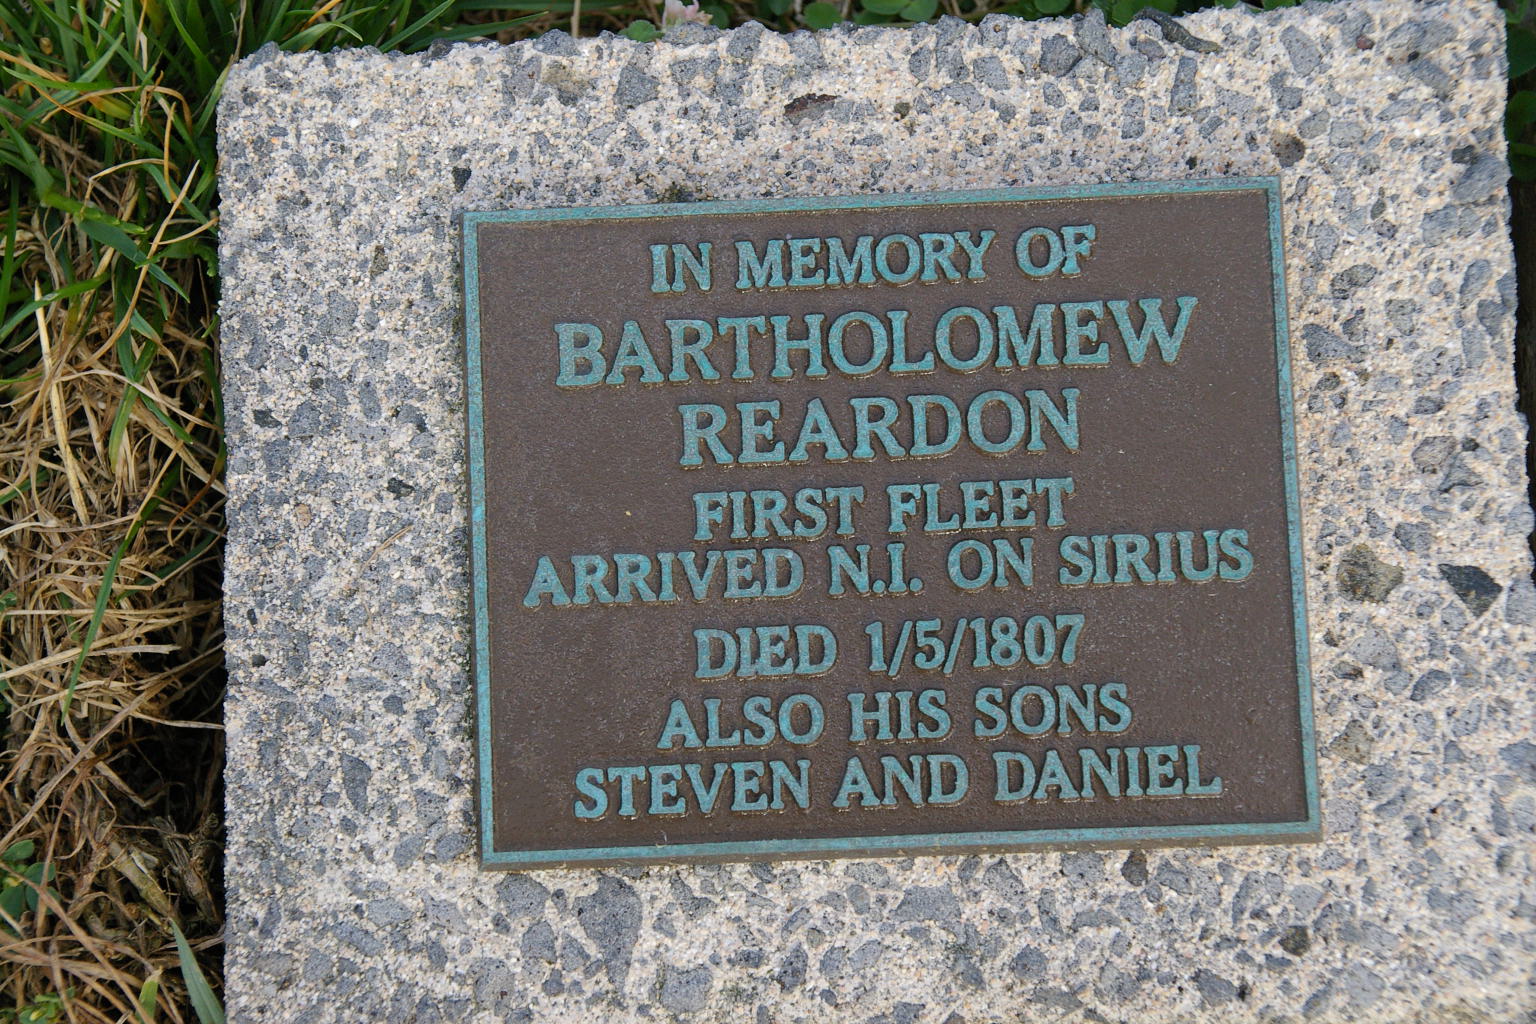 IN MEMORY OF
BARTHOLOMEW
REARDON
FIRST FLEET
ARRIVED N.I. ON SIRIUS
DIED 1/5/1807
ALSO HIS SONS
STEVEN AND DANIEL